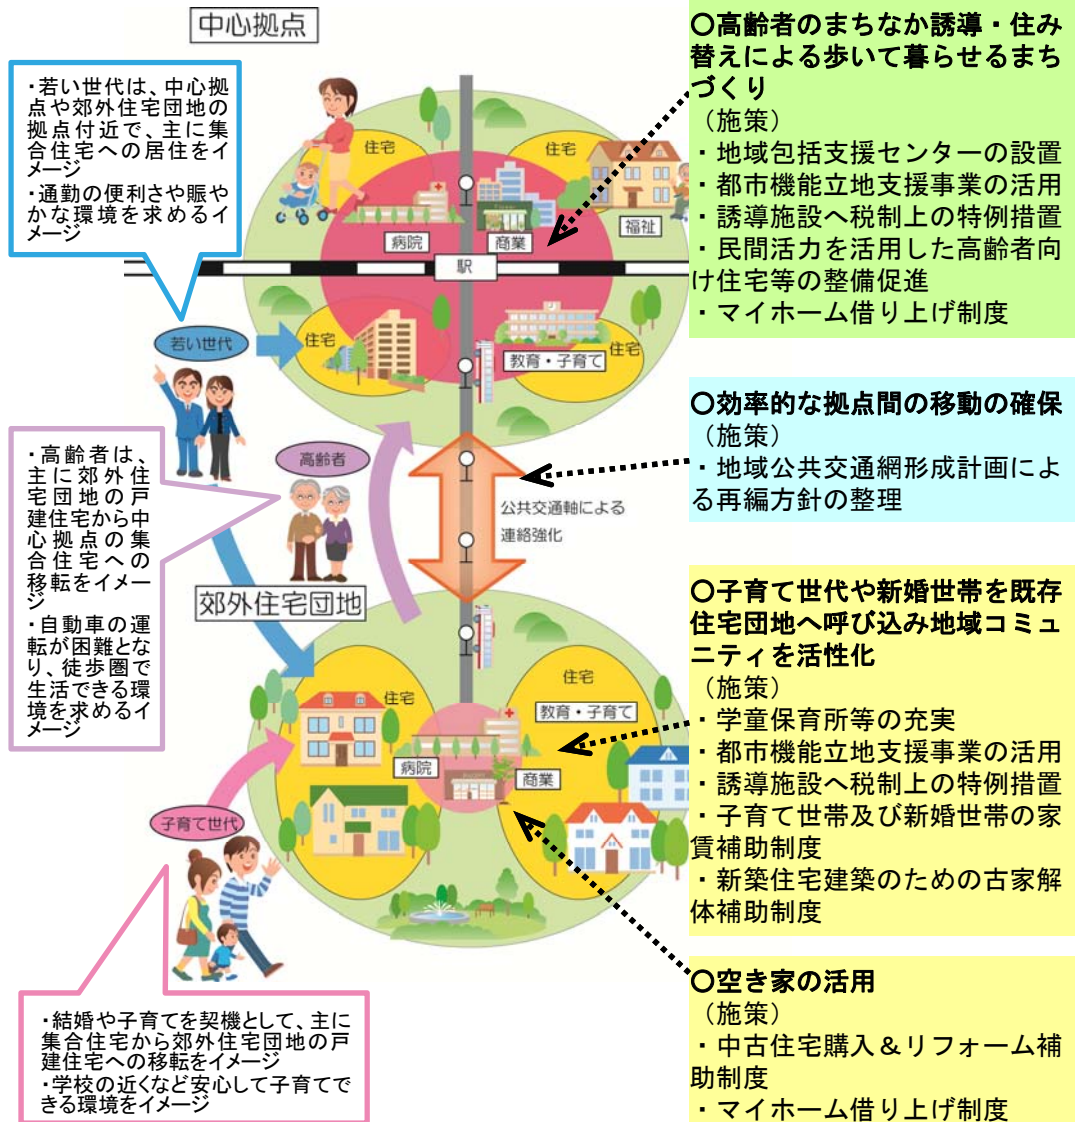 中心拠点
・若い世代は、中心拠
点や郊外住宅団地の
拠点付近で、主に集
合住宅への居住をイ
メージ
・通勤の便利さや賑や
かな環境を求めるイ
メージ
住宅
住宅
病院
商業
福祉
駅
若い世代
住宅
教育・子育て
住宅
・高齢者は、
主に郊外住
宅団地の戸
建住宅から中
心拠点の集
合住宅への
移転をイメー
ジ
・自動車の運
転が困難とな
り、徒歩圏で
生活できる環
境を求めるイ
メージ
高齢者
公共交通軸による
連絡強化
郊外住宅団地
住宅
住宅
教育・子育て
病院
商業
子育て世代
・結婚や子育てを契機として、主に
集合住宅から郊外住宅団地の戸
建住宅への移転をイメージ
・学校の近くなど安心して子育てで
きる環境をイメージ
〇高齢者のまちなか誘導・住み
替えによる歩いて暮らせるまち
づくり
（施策）
・地域包括支援センターの設置
・都市機能立地支援事業の活用
・誘導施設へ税制上の特例措置
・民間活力を活用した高齢者向
け住宅等の整備促進
・マイホーム借り上げ制度
〇効率的な拠点間の移動の確保
（施策）
・地域公共交通網形成計画によ
る再編方針の整理
〇子育て世代や新婚世帯を既存
住宅団地へ呼び込み地域コミュ
ニティを活性化
（施策）
・学童保育所等の充実
・都市機能立地支援事業の活用
・誘導施設へ税制上の特例措置
・子育て世帯及び新婚世帯の家
賃補助制度
・新築住宅建築のための古家解
体補助制度
〇空き家の活用
（施策）
・中古住宅購入＆リフォーム補
助制度
・マイホーム借り上げ制度